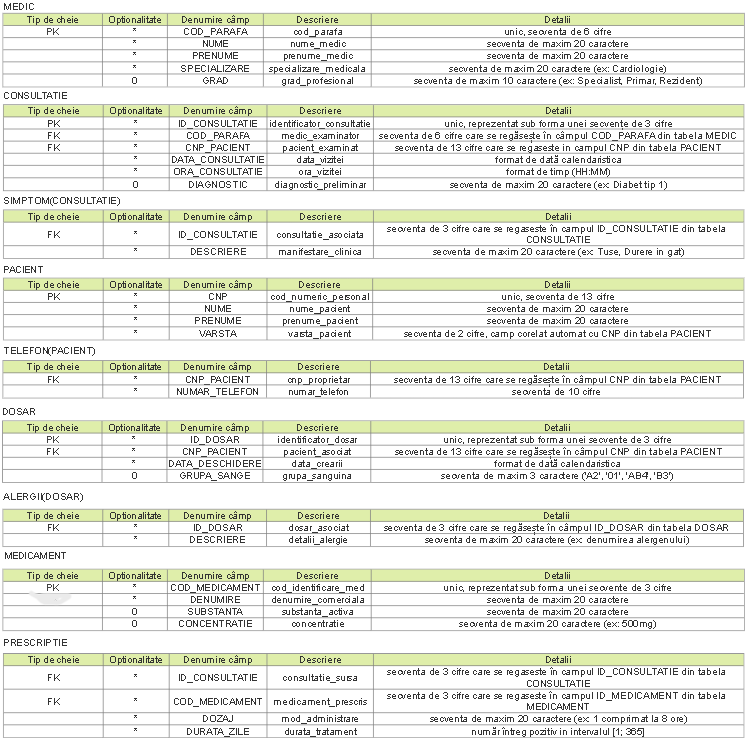 MEDIC
Tip de cheie Optionalitate Denumire câmp Descriere Detalii
PK * COD_PARAFA cod_parafa unic, secventa de 6 cifre
* NUME nume_medic secventa de maxim 20 caractere
* PRENUME prenume_medic secventa de maxim 20 caractere
* SPECIALIZARE specializare_medicala secventa de maxim 20 caractere (ex: Cardiologie)
O GRAD grad_profesional secventa de maxim 10 caractere (ex: Specialist, Primar, Rezident)
CONSULTATIE
Tip de cheie Optionalitate Denumire câmp Descriere Detalii
PK * ID_CONSULTATIE identificator_consultatie unic, reprezentat sub forma unei secvențe de 3 cifre
FK * COD_PARAFA medic_examinator secventa de 6 cifre care se regăsește în câmpul COD_PARAFA din tabela MEDIC
FK * CNP_PACIENT pacient_examinat secventa de 13 cifre care se regaseste in campul CNP din tabela PACIENT
* DATA_CONSULTATIE data_vizitei format de dată calendaristica
* ORA_CONSULTATIE ora_vizitei format de timp (HH:MM)
O DIAGNOSTIC diagnostic_preliminar secventa de maxim 20 caractere (ex: Diabet tip 1)
SIMPTOM(CONSULTATIE)
Tip de cheie Optionalitate Denumire câmp Descriere Detalii
FK * ID_CONSULTATIE consultatie_asociata secventa de 3 cifre care se regaseste în campul ID_CONSULTATIE din tabela CONSULTATIE
* DESCRIERE manifestare_clinica secventa de maxim 20 caractere (ex: Tuse, Durere in gat)
PACIENT
Tip de cheie Optionalitate Denumire câmp Descriere Detalii
PK * CNP cod_numeric_personal unic, secventa de 13 cifre
* NUME nume_pacient secventa de maxim 20 caractere
* PRENUME prenume_pacient secventa de maxim 20 caractere
* VARSTA varsta_pacient secventa de 2 cifre, camp corelat automat cu CNP din tabela PACIENT
TELEFON(PACIENT)
Tip de cheie Optionalitate Denumire câmp Descriere Detalii
FK * CNP_PACIENT cnp_proprietar secventa de 13 cifre care se regăsește în câmpul CNP din tabela PACIENT
* NUMAR_TELEFON numar_telefon secventa de 10 cifre
DOSAR
Tip de cheie Optionalitate Denumire câmp Descriere Detalii
PK * ID_DOSAR identificator_dosar unic, reprezentat sub forma unei secvențe de 3 cifre
FK * CNP_PACIENT pacient_asociat secventa de 13 cifre care se regăsește în câmpul CNP din tabela PACIENT
* DATA_DESCHIDERE data_crearii format de dată calendaristica
O GRUPA_SANGE grupa_sanguina secventa de maxim 3 caractere ('A2', '01', 'AB4', 'B3')
ALERGII(DOSAR)
Tip de cheie Optionalitate Denumire câmp Descriere Detalii
FK * ID_DOSAR dosar_asociat secventa de 3 cifre care se regăsește în câmpul ID_DOSAR din tabela DOSAR
* DESCRIERE detalii_alergie secventa de maxim 20 caractere (ex: denumirea alergenului)
MEDICAMENT
Tip de cheie Optionalitate Denumire câmp Descriere Detalii
PK * COD_MEDICAMENT cod_identificare_med unic, reprezentat sub forma unei secvențe de 3 cifre
* DENUMIRE denumire_comerciala secventa de maxim 20 caractere
O SUBSTANTA substanta_activa secventa de maxim 20 caractere
O CONCENTRATIE concentratie secventa de maxim 20 caractere (ex: 500mg)
PRESCRIPTIE
Tip de cheie Optionalitate Denumire câmp Descriere Detalii
FK * ID_CONSULTATIE consultatie_sursa secventa de 3 cifre care se regaseste în campul ID_CONSULTATIE din tabela CONSULTATIE
FK * COD_MEDICAMENT medicament_prescris secventa de 3 cifre care se regaseste în campul ID_MEDICAMENT din tabela MEDICAMENT
* DOZAJ mod_administrare secventa de maxim 20 caractere (ex: 1 comprimat la 8 ore)
* DURATA_ZILE durata_tratament număr întreg pozitiv in intervalul [1; 365]